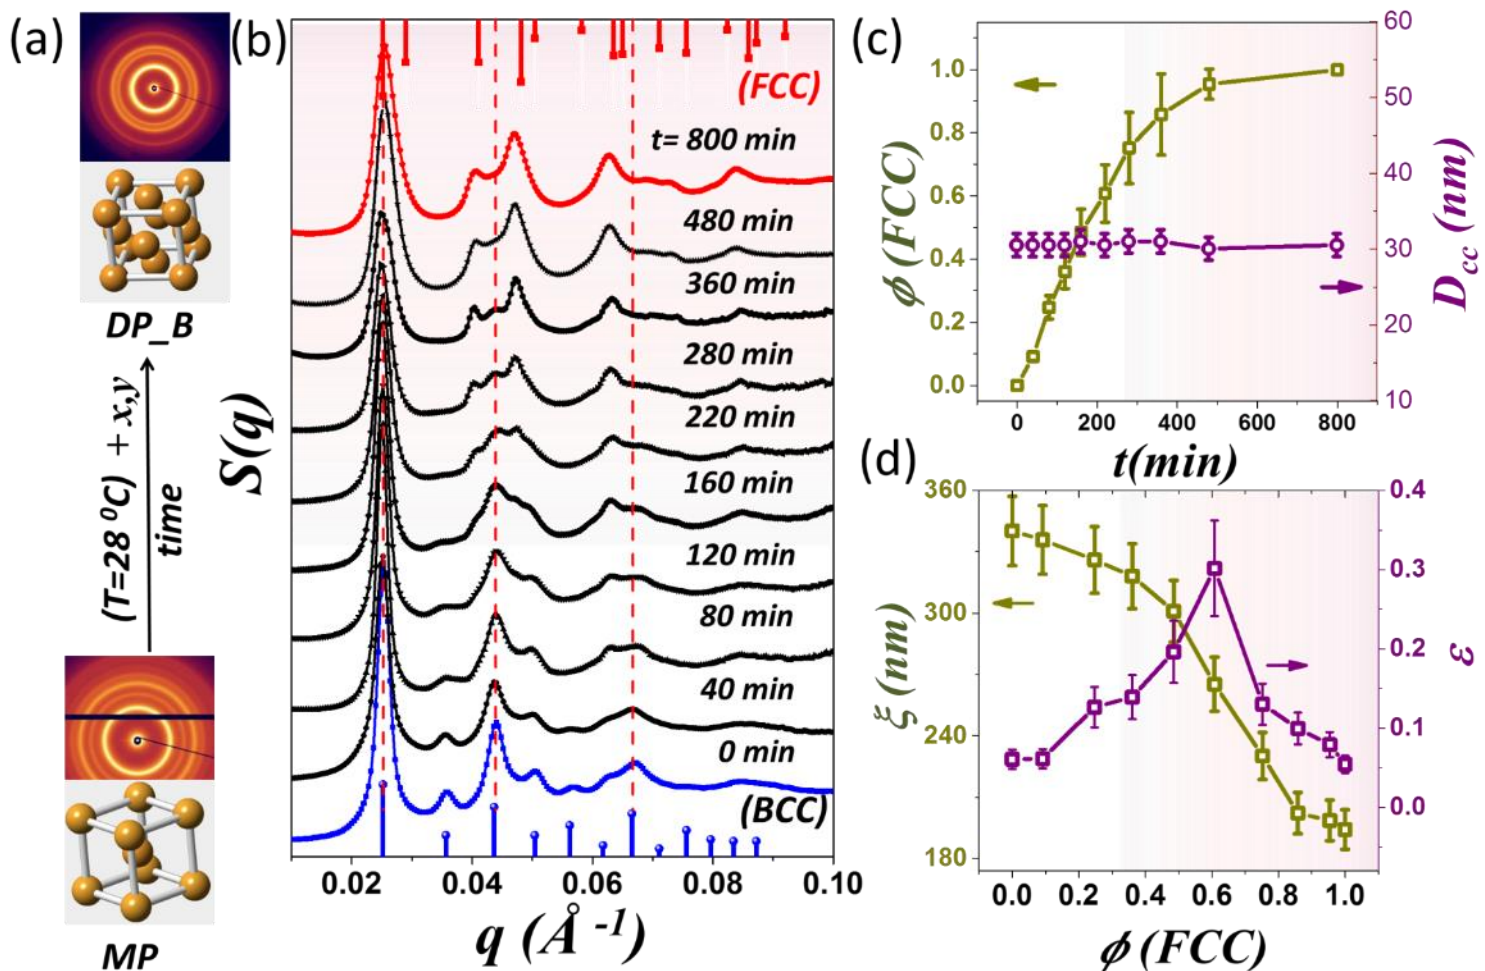 (a)
DP_B
(T=28 ⁰C) + x,y
time
MP
(b)
(FCC)
t= 800 min
480 min
360 min
280 min
220 min
160 min
120 min
80 min
40 min
0 min
(BCC)
S(q)
0.02 0.04 0.06 0.08 0.10
q (Å⁻¹)
(c)
1.0
0.8
0.6
0.4
0.2
0.0
ϕ (FCC)
60
50
40
30
20
10
D_cc (nm)
0 200 400 600 800
t(min)
(d)
360
300
240
180
ξ (nm)
0.4
0.3
0.2
0.1
0.0
ε
0.0 0.2 0.4 0.6 0.8 1.0
ϕ (FCC)